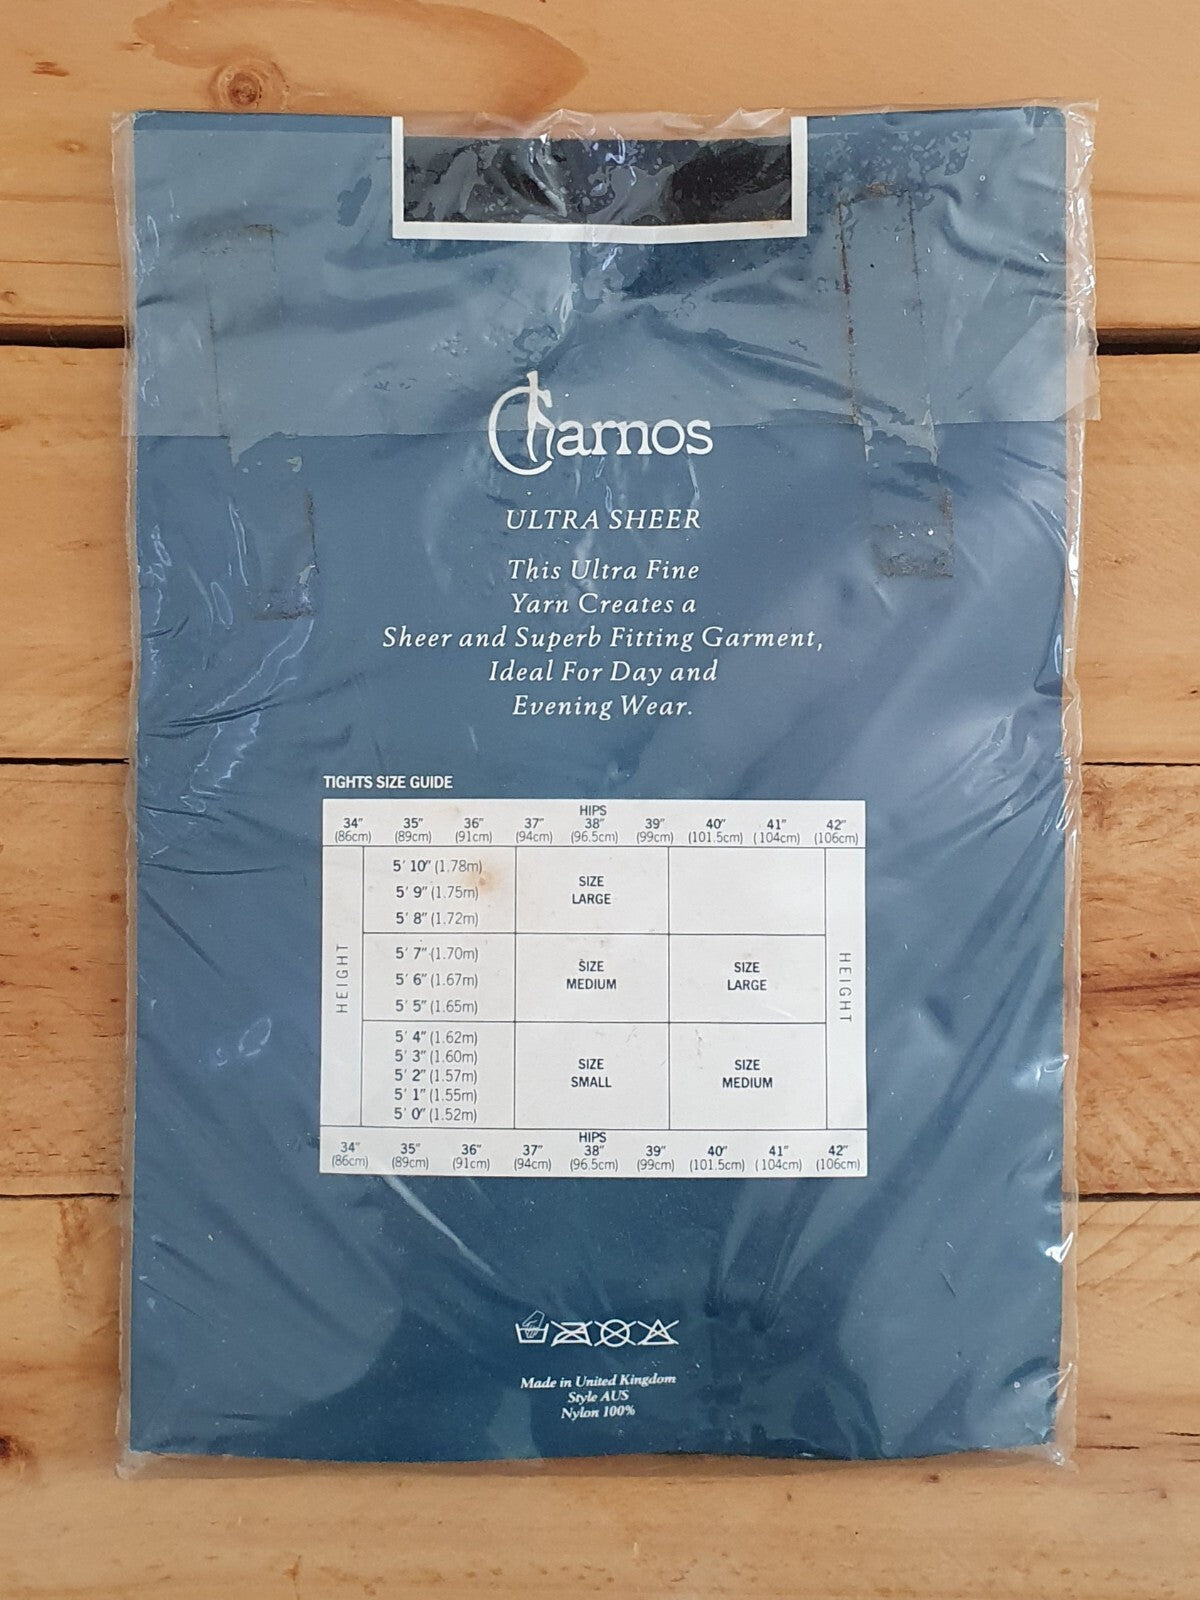 Charnos
ULTRA SHEER
This Ultra Fine
Yarn Creates a
Sheer and Superb Fitting Garment,
Ideal For Day and
Evening Wear.
TIGHTS SIZE GUIDE
HIPS
34" 35" 36" 37" 38" 39" 40" 41" 42"
(86cm) (89cm) (91cm) (94cm) (96.5cm) (99cm) (101.5cm) (104cm) (106cm)
HEIGHT
5' 10" (1.78m)
5' 9" (1.75m)
5' 8" (1.72m)
SIZE
LARGE
5' 7" (1.70m)
5' 6" (1.67m)
5' 5" (1.65m)
SIZE
MEDIUM
SIZE
LARGE
5' 4" (1.62m)
5' 3" (1.60m)
5' 2" (1.57m)
5' 1" (1.55m)
5' 0" (1.52m)
SIZE
SMALL
SIZE
MEDIUM
HEIGHT
HIPS
34" 35" 36" 37" 38" 39" 40" 41" 42"
(86cm) (89cm) (91cm) (94cm) (96.5cm) (99cm) (101.5cm) (104cm) (106cm)
Made in United Kingdom
Style AUS
Nylon 100%